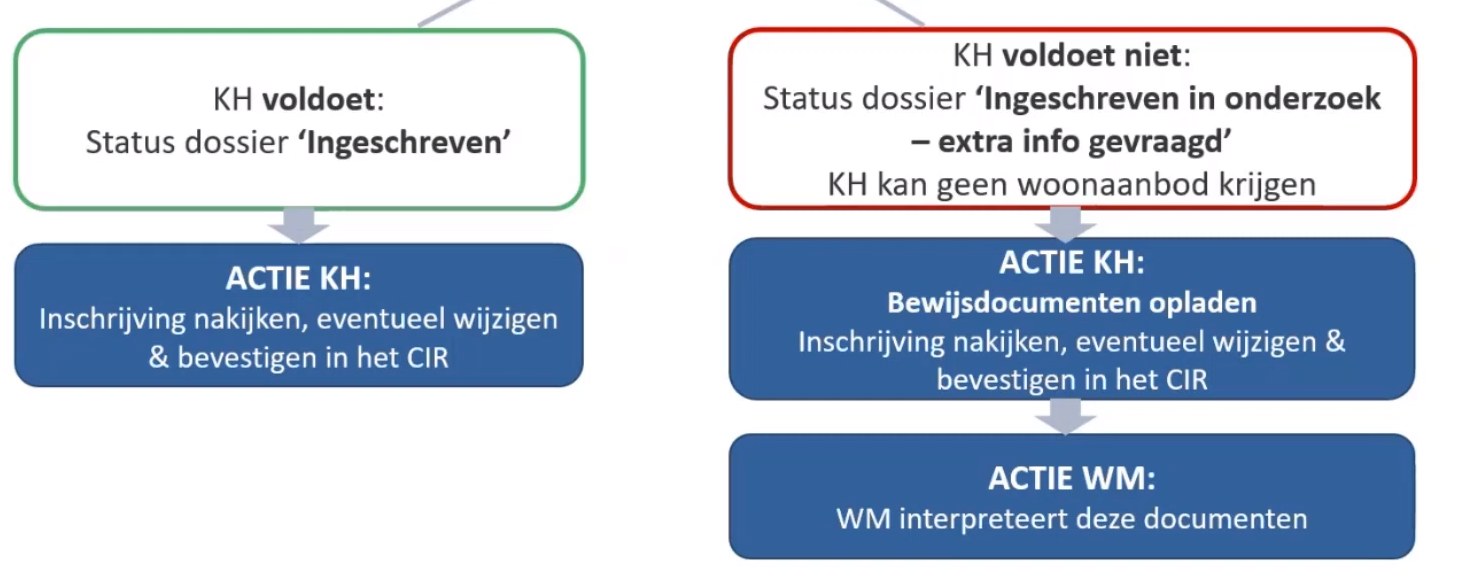 KH voldoet:
Status dossier ‘Ingeschreven’
ACTIE KH:
Inschrijving nakijken, eventueel wijzigen
& bevestigen in het CIR
KH voldoet niet:
Status dossier ‘Ingeschreven in onderzoek
– extra info gevraagd’
KH kan geen woonaanbod krijgen
ACTIE KH:
Bewijsdocumenten opladen
Inschrijving nakijken, eventueel wijzigen &
bevestigen in het CIR
ACTIE WM:
WM interpreteert deze documenten